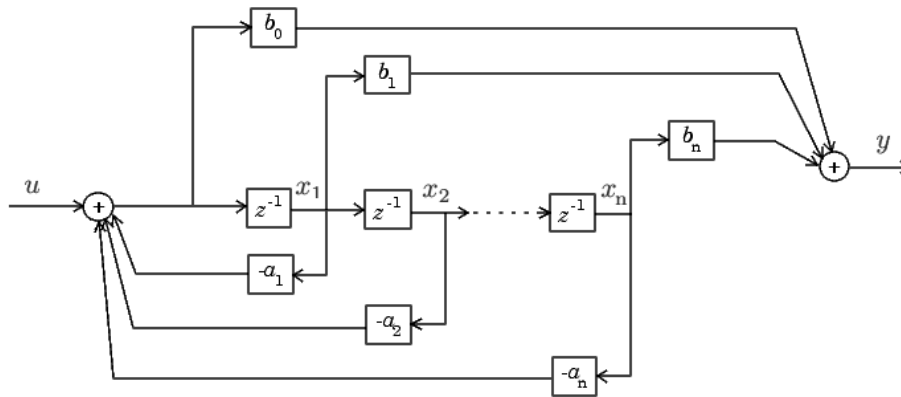 b₀
b₁
bₙ
y
u
+
z⁻¹
x₁
z⁻¹
x₂
z⁻¹
xₙ
+
-a₁
-a₂
-aₙ